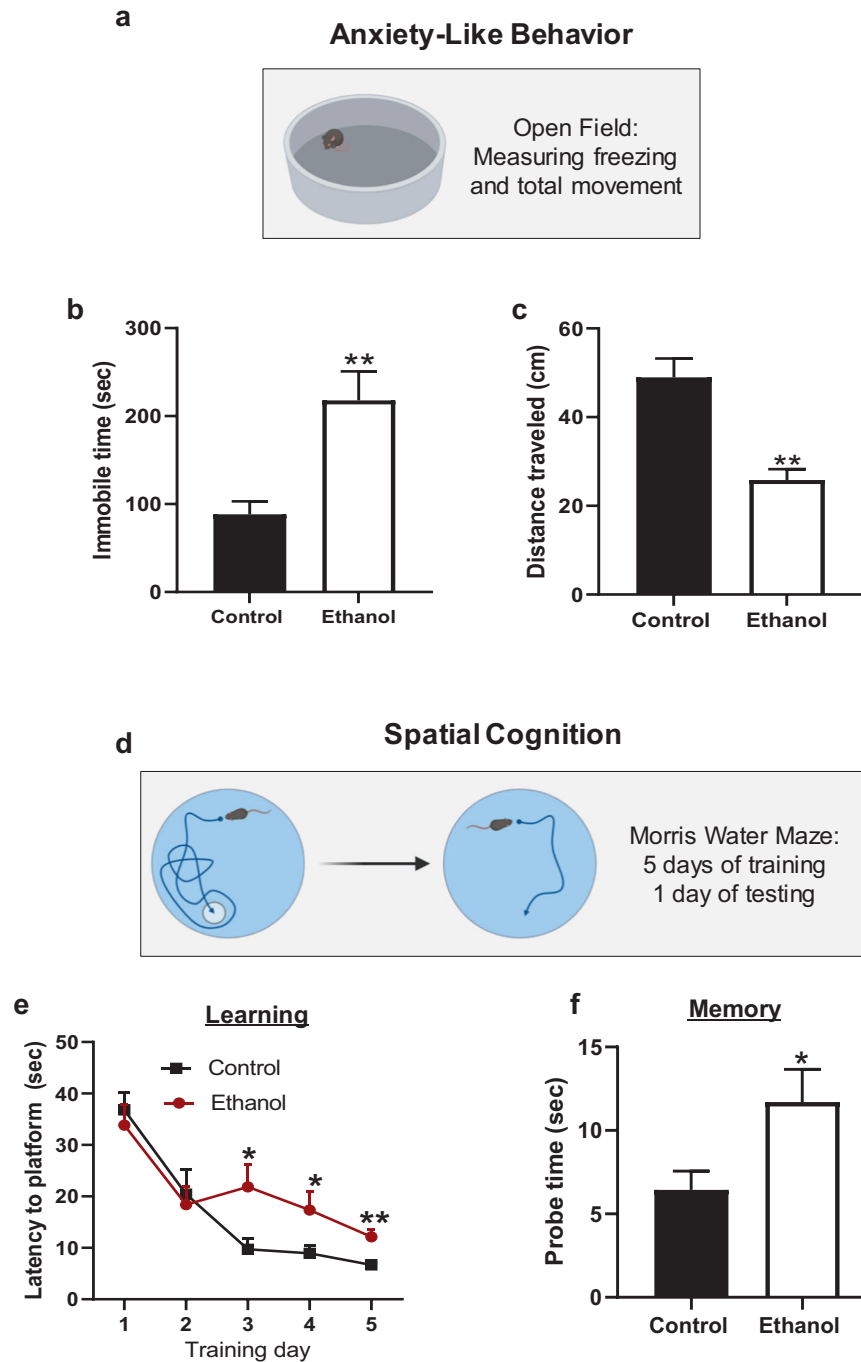 a
Anxiety-Like Behavior
Open Field:
Measuring freezing
and total movement
b
Immobile time (sec)
300
200
100
0
**
Control Ethanol
c
Distance traveled (cm)
60
40
20
0
**
Control Ethanol
d
Spatial Cognition
Morris Water Maze:
5 days of training
1 day of testing
e
Learning
Latency to platform (sec)
50
40
30
20
10
0
Control
Ethanol
*
*
**
1 2 3 4 5
Training day
f
Memory
Probe time (sec)
15
10
5
0
*
Control Ethanol